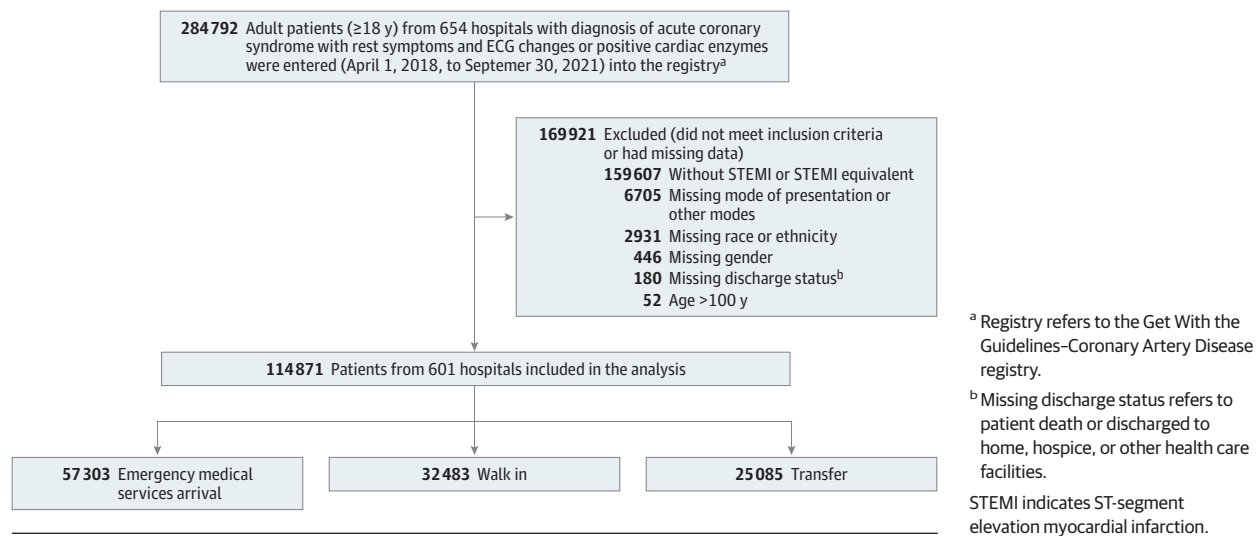 284792 Adult patients (≥18 y) from 654 hospitals with diagnosis of acute coronary
syndrome with rest symptoms and ECG changes or positive cardiac enzymes
were entered (April 1, 2018, to Septemer 30, 2021) into the registryᵃ
169921 Excluded (did not meet inclusion criteria
or had missing data)
159607 Without STEMI or STEMI equivalent
6705 Missing mode of presentation or
other modes
2931 Missing race or ethnicity
446 Missing gender
180 Missing discharge statusᵇ
52 Age >100 y
114871 Patients from 601 hospitals included in the analysis
57303 Emergency medical
services arrival
32483 Walk in
25085 Transfer
ᵃ Registry refers to the Get With the
Guidelines–Coronary Artery Disease
registry.
ᵇ Missing discharge status refers to
patient death or discharged to
home, hospice, or other health care
facilities.
STEMI indicates ST-segment
elevation myocardial infarction.